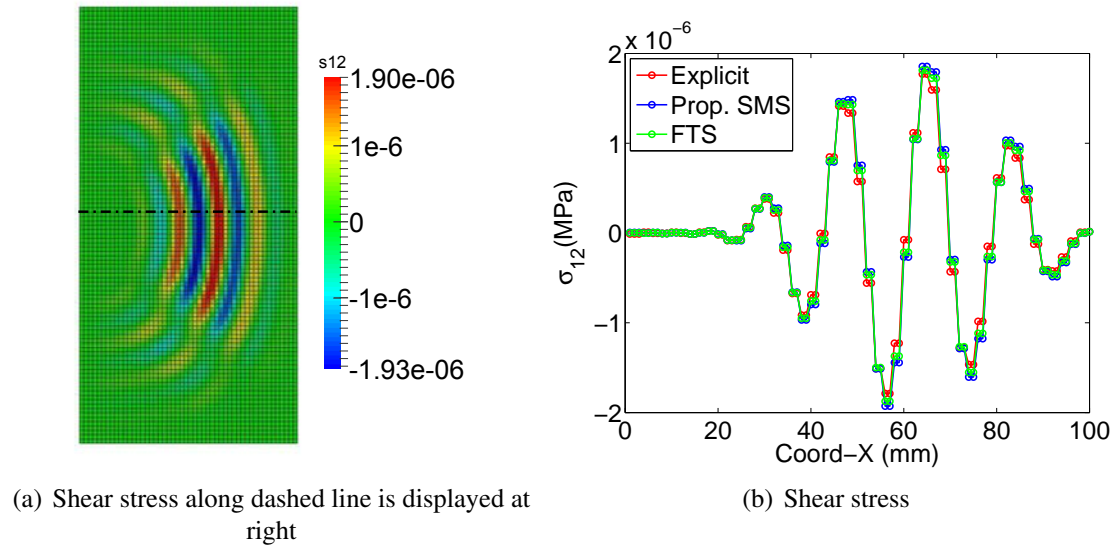 s12
1.90e-06
1e-6
0
-1e-6
-1.93e-06
2 x 10⁻⁶
1
0
−1
−2
σ₁₂(MPa)
Explicit
Prop. SMS
FTS
0 20 40 60 80 100
Coord−X (mm)
(a) Shear stress along dashed line is displayed at
right
(b) Shear stress